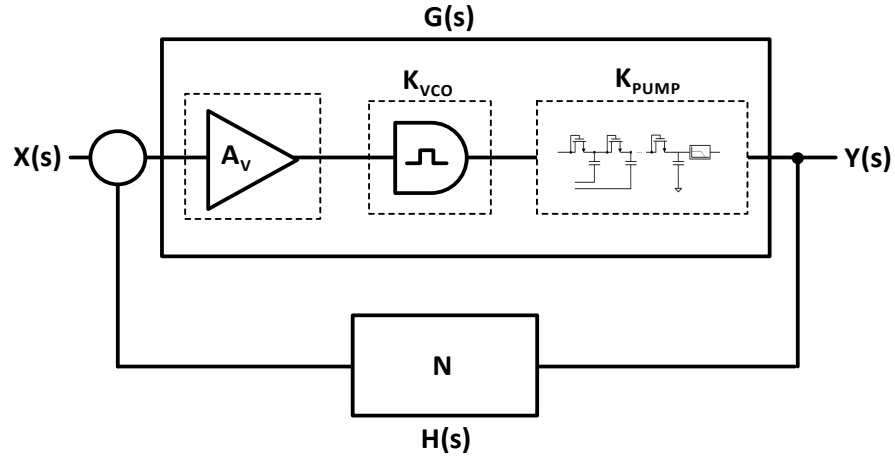 G(s)
K_VCO
K_PUMP
X(s)
A_V
Y(s)
N
H(s)